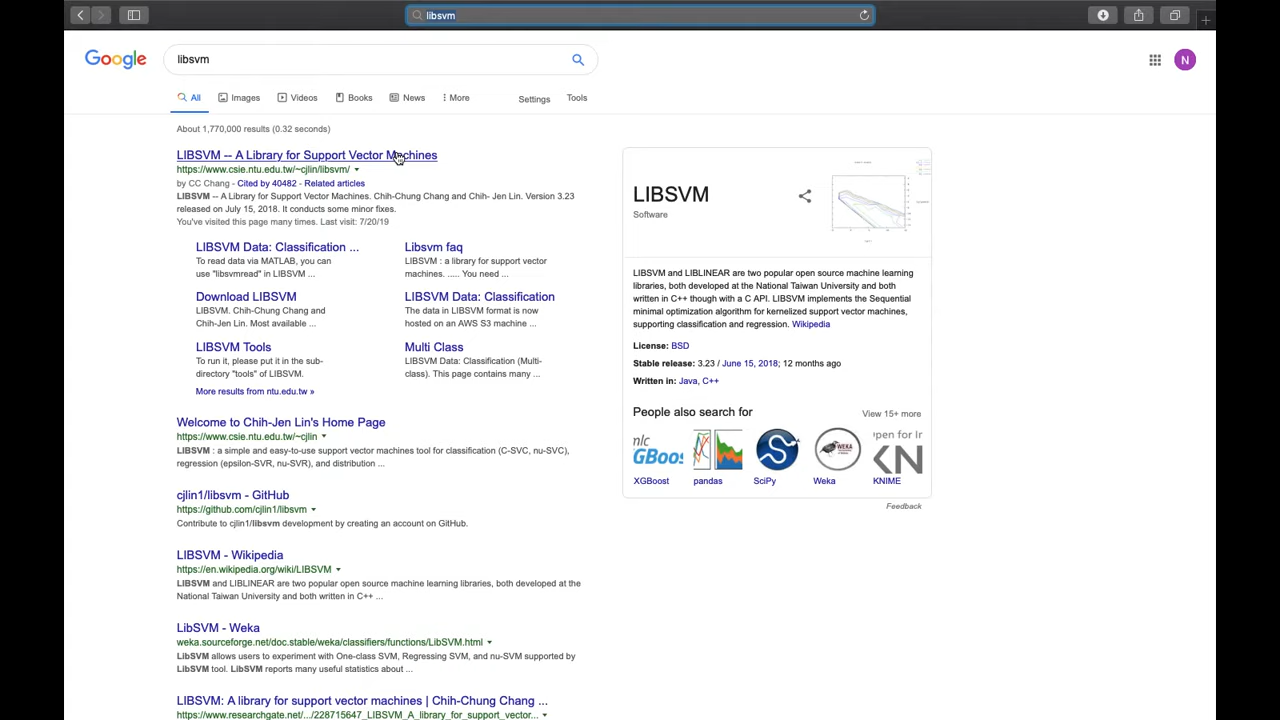 libsvm
Google
libsvm
N
All Images Videos Books News More Settings Tools
About 1,770,000 results (0.32 seconds)
LIBSVM -- A Library for Support Vector Machines
https://www.csie.ntu.edu.tw/~cjlin/libsvm/
by CC Chang - Cited by 40482 - Related articles
LIBSVM -- A Library for Support Vector Machines. Chih-Chung Chang and Chih- Jen Lin. Version 3.23
released on July 15, 2018. It conducts some minor fixes.
You've visited this page many times. Last visit: 7/20/19
LIBSVM Data: Classification ...
To read data via MATLAB, you can
use "libsvmread" in LIBSVM ...
Libsvm faq
LIBSVM : a library for support vector
machines. ..... You need ...
Download LIBSVM
LIBSVM. Chih-Chung Chang and
Chih-Jen Lin. Most available ...
LIBSVM Data: Classification
The data in LIBSVM format is now
hosted on an AWS S3 machine ...
LIBSVM Tools
To run it, please put it in the sub-
directory "tools" of LIBSVM.
Multi Class
LIBSVM Data: Classification (Multi-
class). This page contains many ...
More results from ntu.edu.tw »
Welcome to Chih-Jen Lin's Home Page
https://www.csie.ntu.edu.tw/~cjlin
LIBSVM : a simple and easy-to-use support vector machines tool for classification (C-SVC, nu-SVC),
regression (epsilon-SVR, nu-SVR), and distribution ...
cjlin1/libsvm - GitHub
https://github.com/cjlin1/libsvm
Contribute to cjlin1/libsvm development by creating an account on GitHub.
LIBSVM - Wikipedia
https://en.wikipedia.org/wiki/LIBSVM
LIBSVM and LIBLINEAR are two popular open source machine learning libraries, both developed at the
National Taiwan University and both written in C++ ...
LibSVM - Weka
weka.sourceforge.net/doc.stable/weka/classifiers/functions/LibSVM.html
LibSVM allows users to experiment with One-class SVM, Regressing SVM, and nu-SVM supported by
LibSVM tool. LibSVM reports many useful statistics about ...
LIBSVM: A library for support vector machines | Chih-Chung Chang ...
https://www.researchgate.net/.../228715647_LIBSVM_A_library_for_support_vector...
LIBSVM
Software
LIBSVM and LIBLINEAR are two popular open source machine learning
libraries, both developed at the National Taiwan University and both
written in C++ though with a C API. LIBSVM implements the Sequential
minimal optimization algorithm for kernelized support vector machines,
supporting classification and regression. Wikipedia
License: BSD
Stable release: 3.23 / June 15, 2018; 12 months ago
Written in: Java, C++
People also search for View 15+ more
XGBoost pandas SciPy Weka KNIME
Feedback